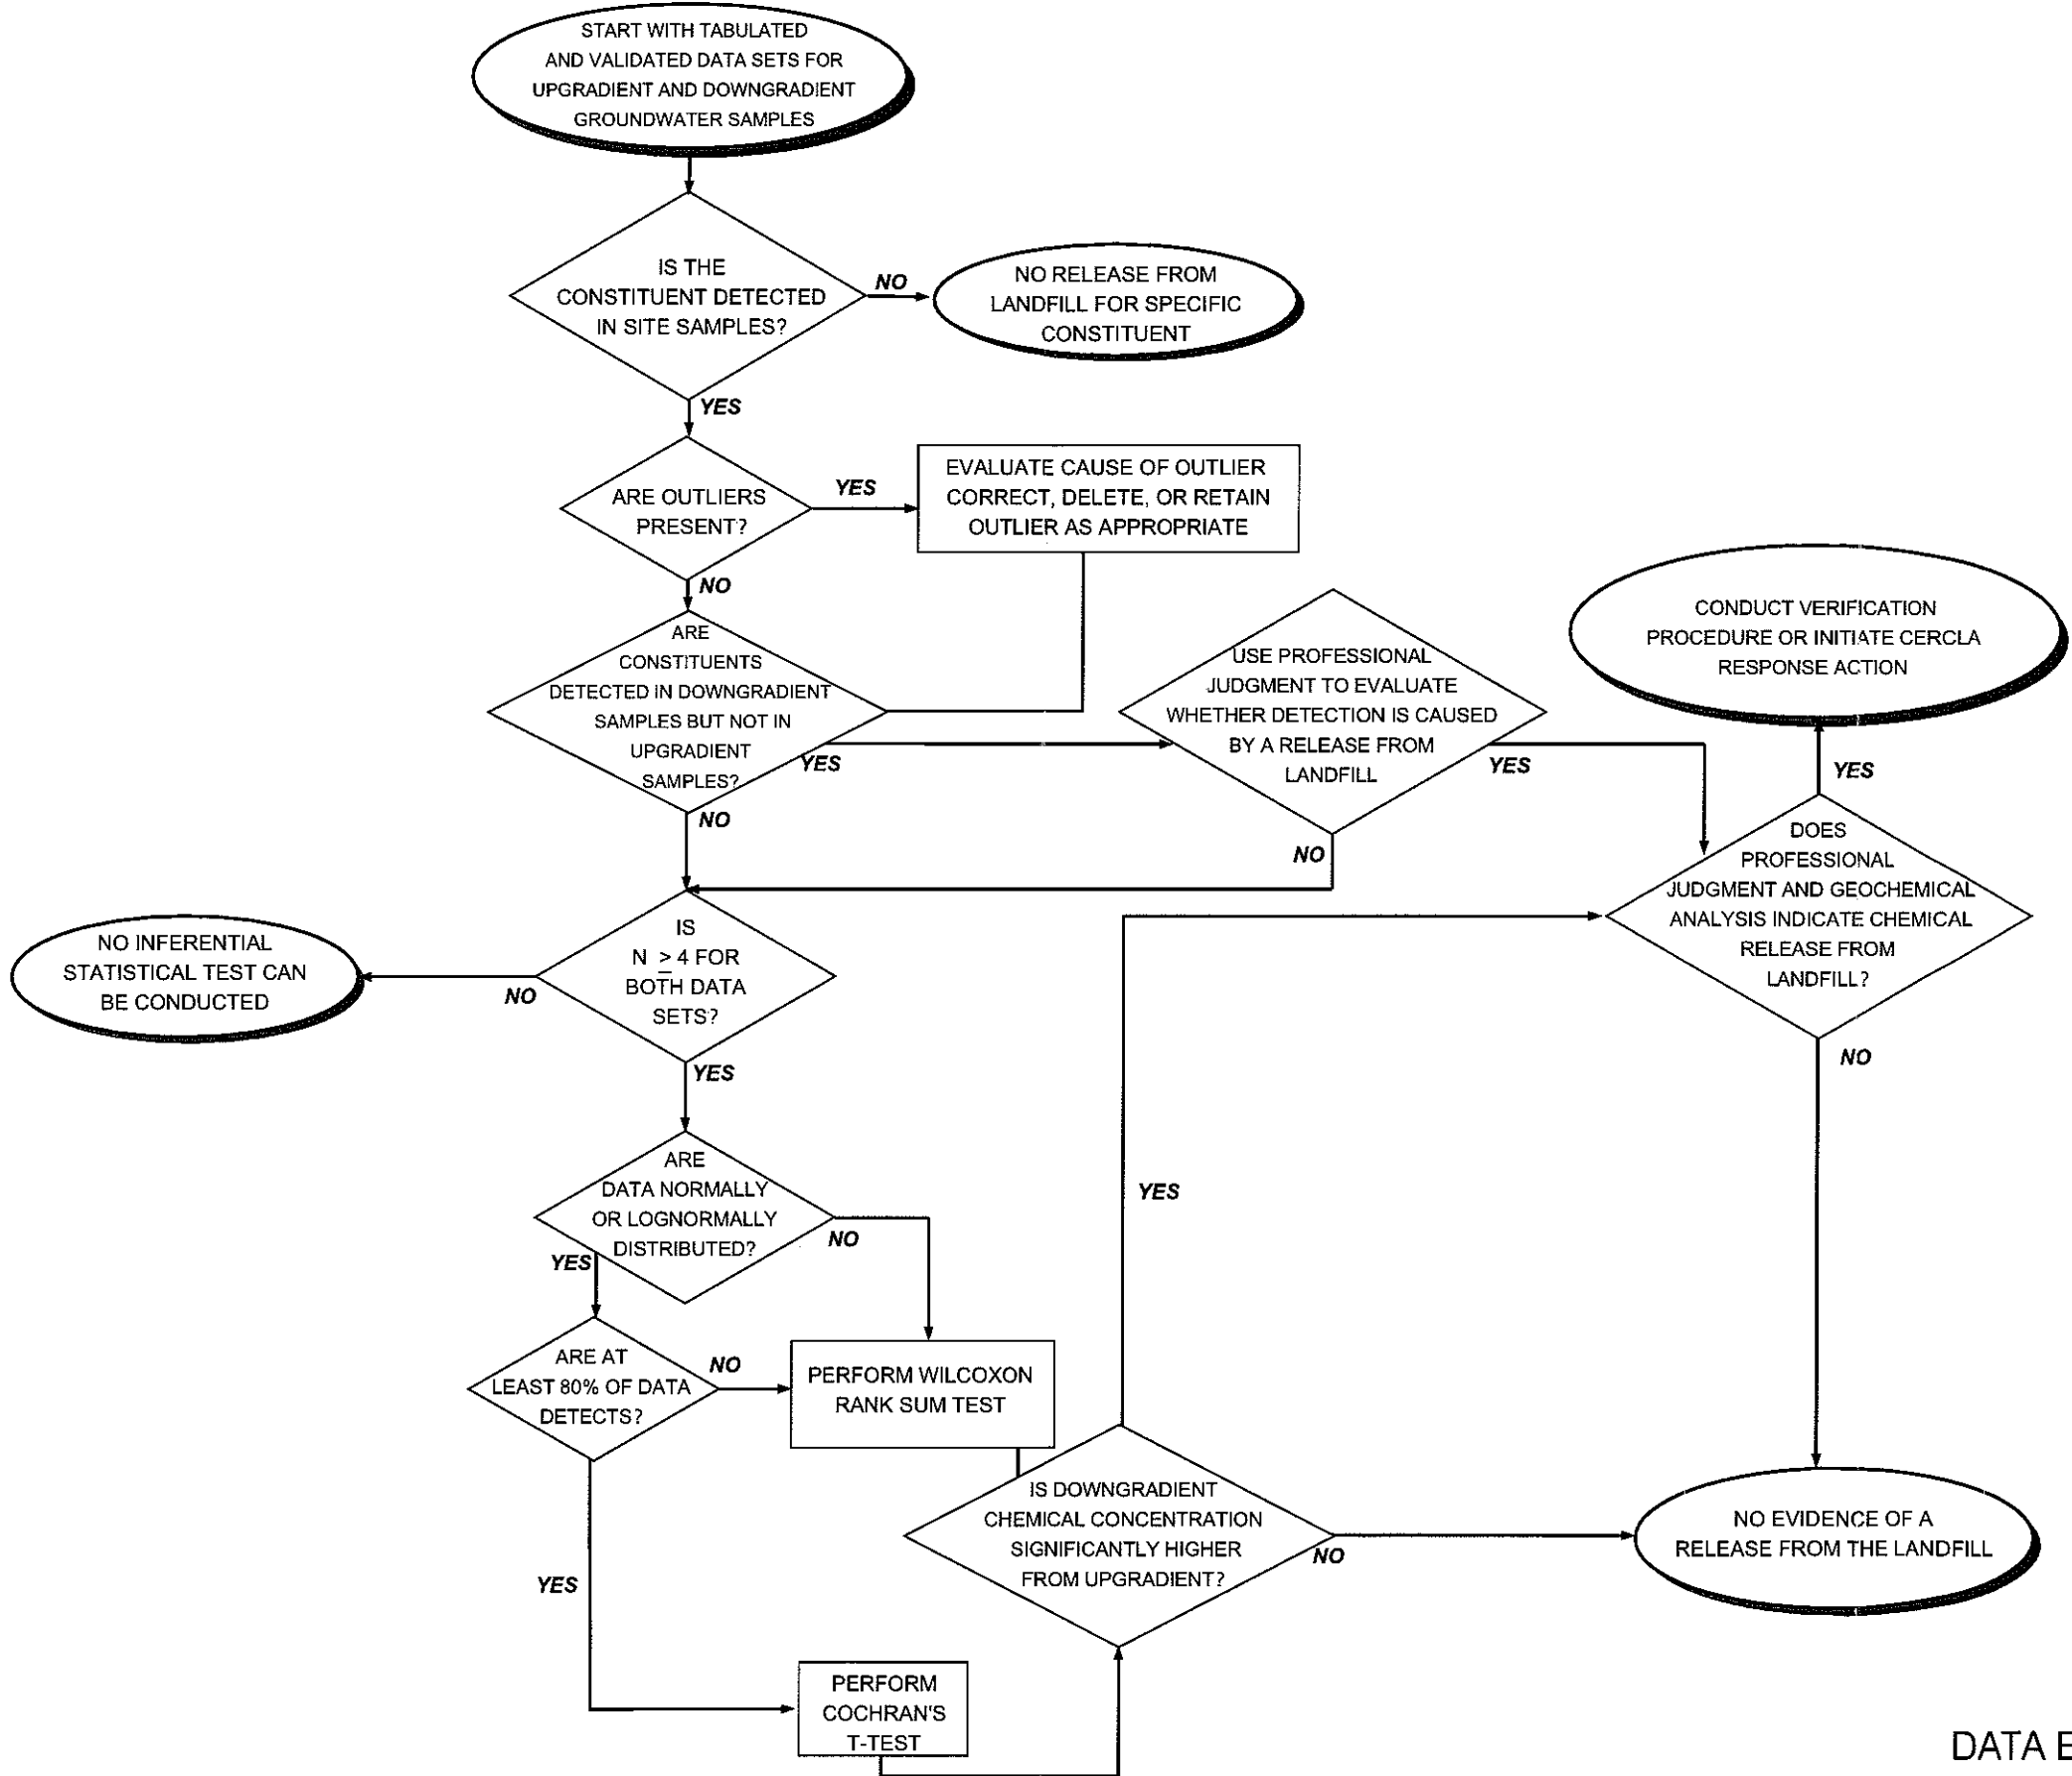 START WITH TABULATED
AND VALIDATED DATA SETS FOR
UPGRADIENT AND DOWNGRADIENT
GROUNDWATER SAMPLES
IS THE
CONSTITUENT DETECTED
IN SITE SAMPLES?
NO
NO RELEASE FROM
LANDFILL FOR SPECIFIC
CONSTITUENT
YES
ARE OUTLIERS
PRESENT?
YES
EVALUATE CAUSE OF OUTLIER
CORRECT, DELETE, OR RETAIN
OUTLIER AS APPROPRIATE
NO
ARE
CONSTITUENTS
DETECTED IN DOWNGRADIENT
SAMPLES BUT NOT IN
UPGRADIENT
SAMPLES?
YES
USE PROFESSIONAL
JUDGMENT TO EVALUATE
WHETHER DETECTION IS CAUSED
BY A RELEASE FROM
LANDFILL
YES
NO
CONDUCT VERIFICATION
PROCEDURE OR INITIATE CERCLA
RESPONSE ACTION
YES
DOES
PROFESSIONAL
JUDGMENT AND GEOCHEMICAL
ANALYSIS INDICATE CHEMICAL
RELEASE FROM
LANDFILL?
NO
NO
IS
N ≥ 4 FOR
BOTH DATA
SETS?
NO
NO INFERENTIAL
STATISTICAL TEST CAN
BE CONDUCTED
YES
ARE
DATA NORMALLY
OR LOGNORMALLY
DISTRIBUTED?
NO
YES
ARE AT
LEAST 80% OF DATA
DETECTS?
NO
PERFORM WILCOXON
RANK SUM TEST
YES
YES
IS DOWNGRADIENT
CHEMICAL CONCENTRATION
SIGNIFICANTLY HIGHER
FROM UPGRADIENT?
NO
NO EVIDENCE OF A
RELEASE FROM THE LANDFILL
PERFORM
COCHRAN'S
T-TEST
DATA E